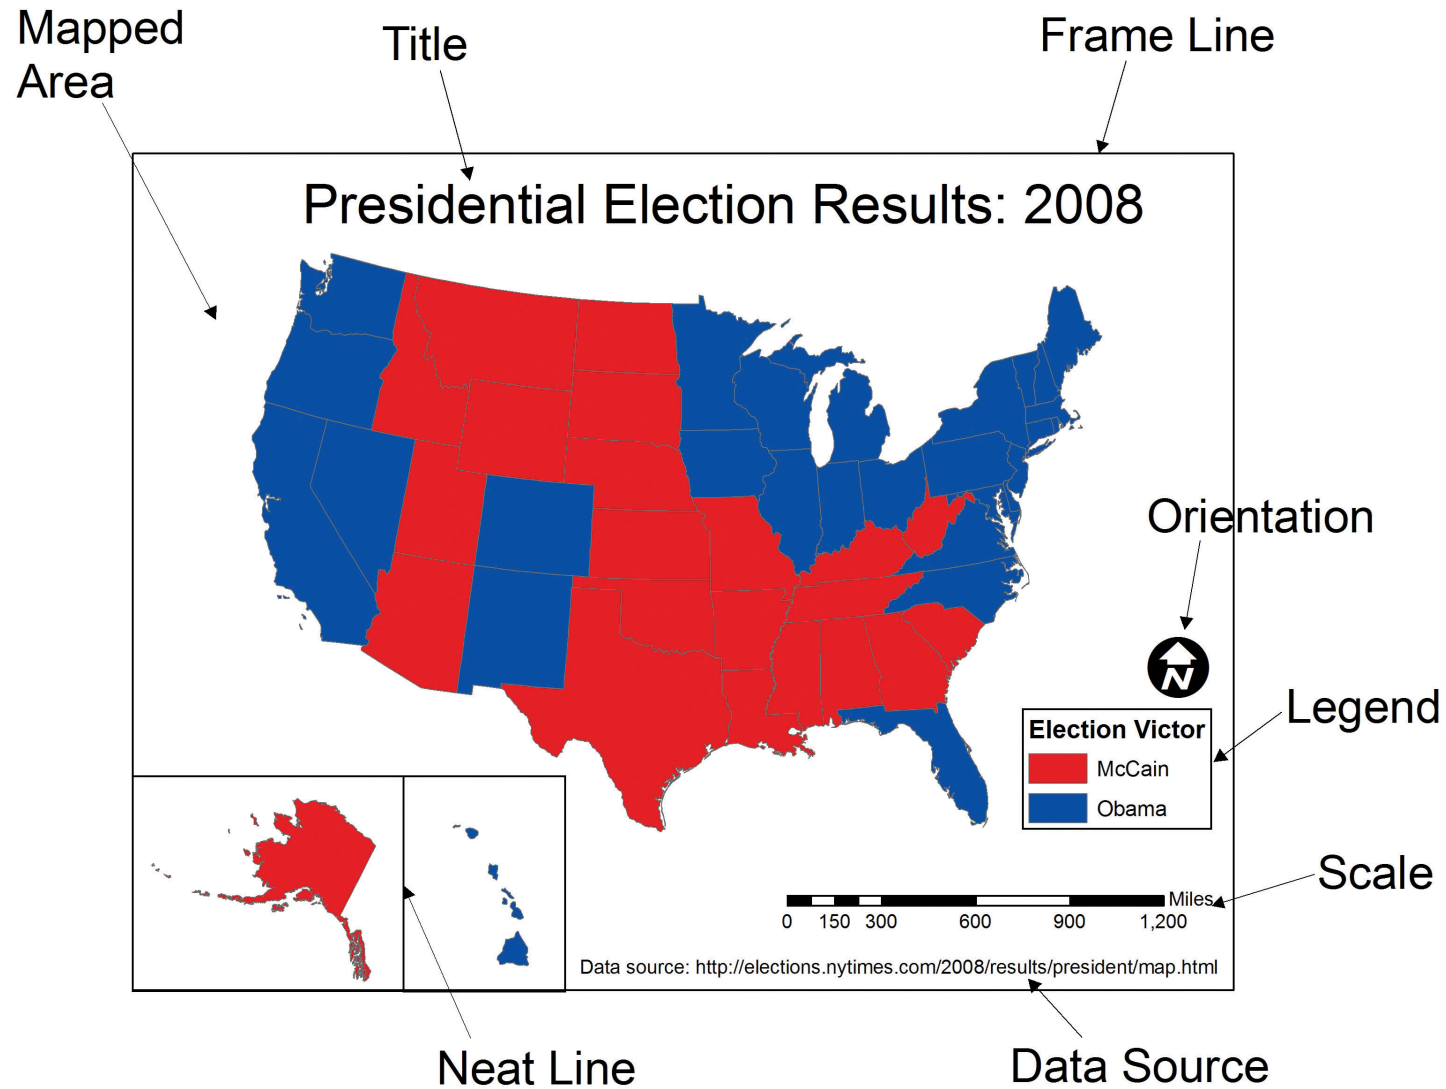 Mapped
Area
Title
Frame Line
Presidential Election Results: 2008
Orientation
N
Legend
Election Victor
McCain
Obama
Scale
Miles
0 150 300 600 900 1,200
Data source: http://elections.nytimes.com/2008/results/president/map.html
Neat Line
Data Source